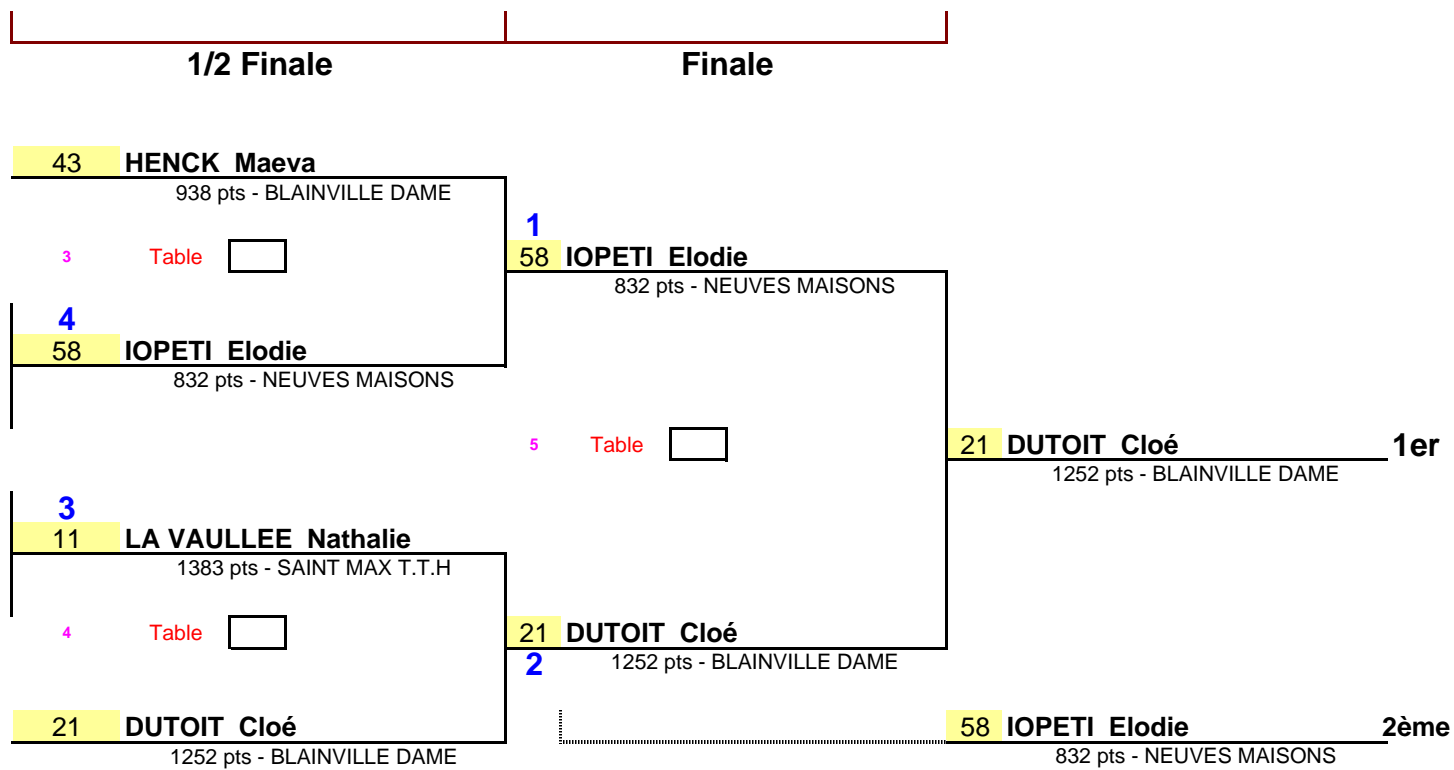 1/2 Finale Finale
43 HENCK Maeva
938 pts - BLAINVILLE DAME
1
3 Table 58 IOPETI Elodie
832 pts - NEUVES MAISONS
4
58 IOPETI Elodie
832 pts - NEUVES MAISONS
5 Table 21 DUTOIT Cloé 1er
1252 pts - BLAINVILLE DAME
3
11 LA VAULLEE Nathalie
1383 pts - SAINT MAX T.T.H
4 Table 21 DUTOIT Cloé
2 1252 pts - BLAINVILLE DAME
21 DUTOIT Cloé 58 IOPETI Elodie 2ème
1252 pts - BLAINVILLE DAME 832 pts - NEUVES MAISONS